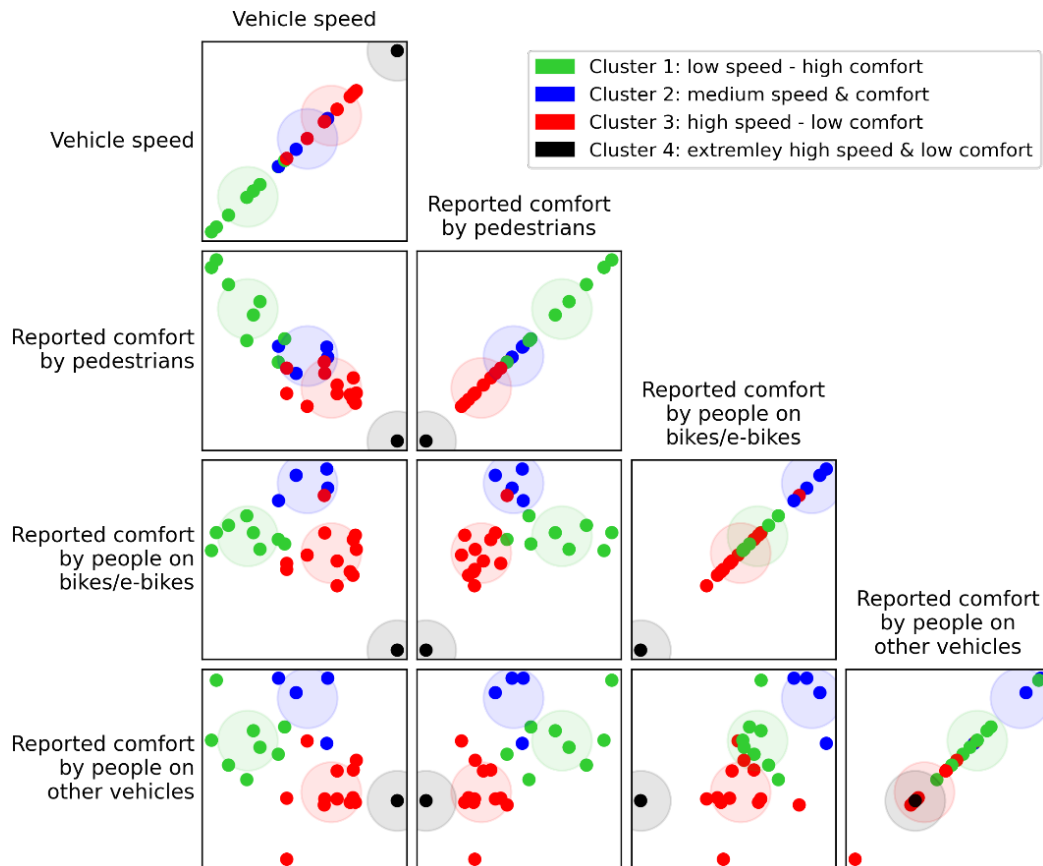 Vehicle speed
Cluster 1: low speed - high comfort
Cluster 2: medium speed & comfort
Cluster 3: high speed - low comfort
Cluster 4: extremley high speed & low comfort
Vehicle speed
Reported comfort
by pedestrians
Reported comfort
by pedestrians
Reported comfort
by people on
bikes/e-bikes
Reported comfort
by people on
bikes/e-bikes
Reported comfort
by people on
other vehicles
Reported comfort
by people on
other vehicles